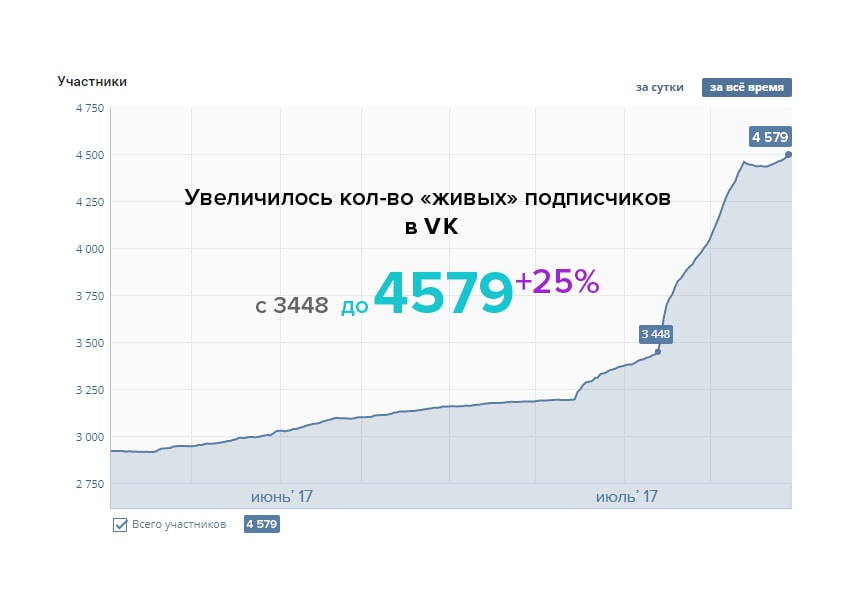 Участники
за сутки за всё время
4 750
4 579
4 500
Увеличилось кол-во «живых» подписчиков
4 250
в VK
4 000
с 3448 до 4579 +25%
3 750
3 448
3 500
3 250
3 000
2 750
июнь' 17 июль' 17
Всего участников 4 579